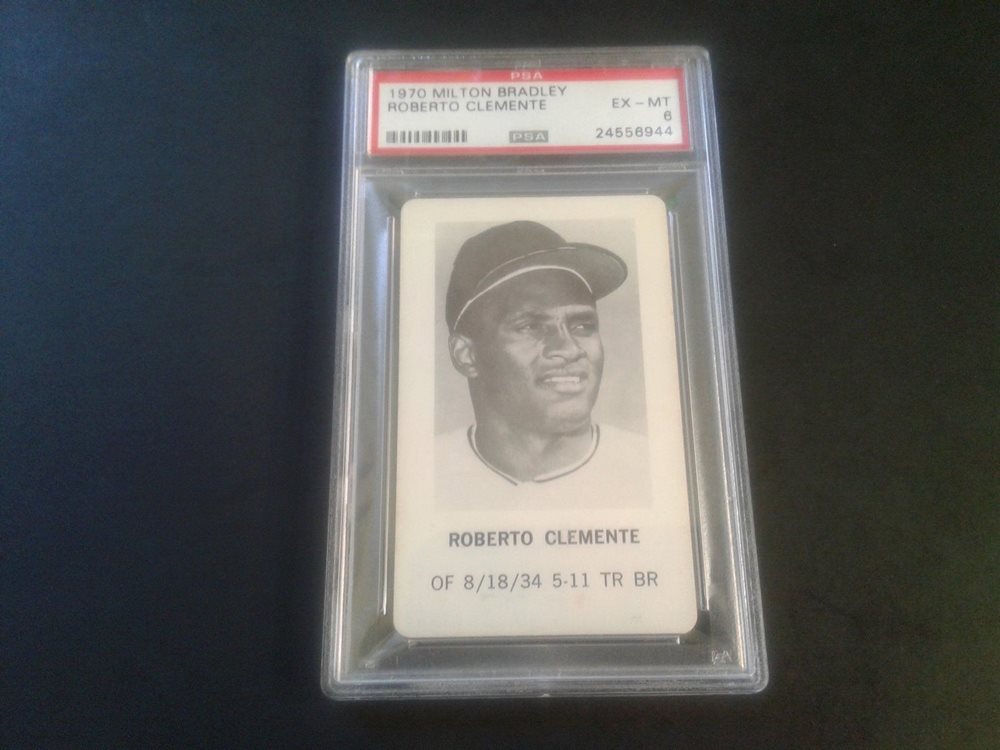 PSA
1970 MILTON BRADLEY
ROBERTO CLEMENTE EX - MT
6
PSA 24556944
ROBERTO CLEMENTE
OF 8/18/34 5-11 TR BR